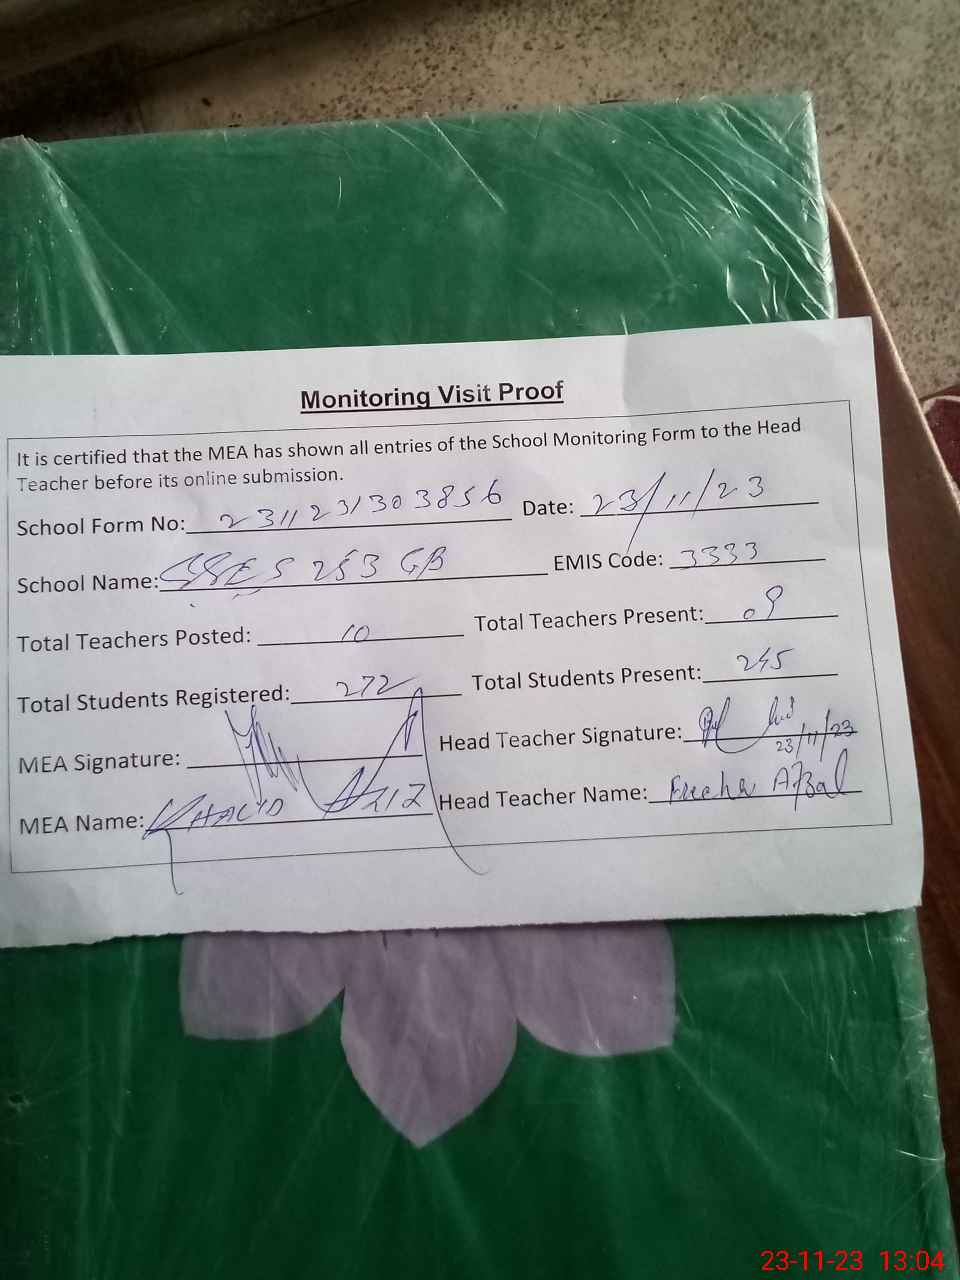 Monitoring Visit Proof
It is certified that the MEA has shown all entries of the School Monitoring Form to the Head
Teacher before its online submission.
School Form No: 2311231303856 Date: 23/11/23
School Name: 253 GB EMIS Code: 3333
Total Teachers Posted: 10 Total Teachers Present: 09
Total Students Registered: 272 Total Students Present: 245
MEA Signature: Head Teacher Signature: 23/11/23
MEA Name: KHALID AZIZ Head Teacher Name: Afzal
23-11-23 13:04